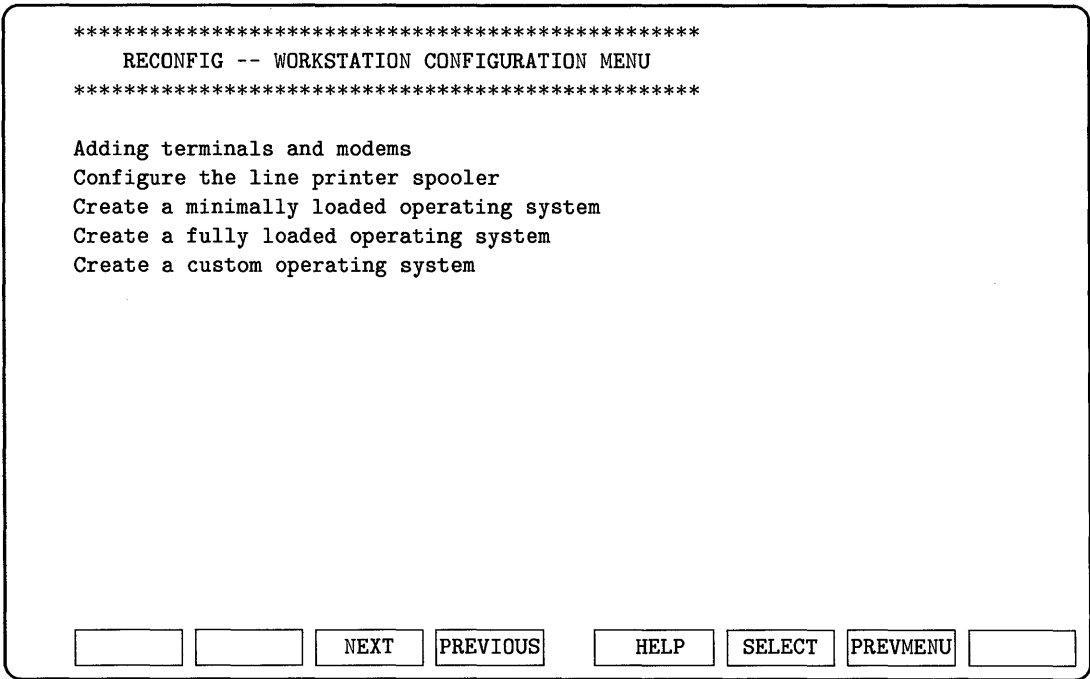 **************************************************
RECONFIG -- WORKSTATION CONFIGURATION MENU
**************************************************
Adding terminals and modems
Configure the line printer spooler
Create a minimally loaded operating system
Create a fully loaded operating system
Create a custom operating system
NEXT PREVIOUS HELP SELECT PREVMENU